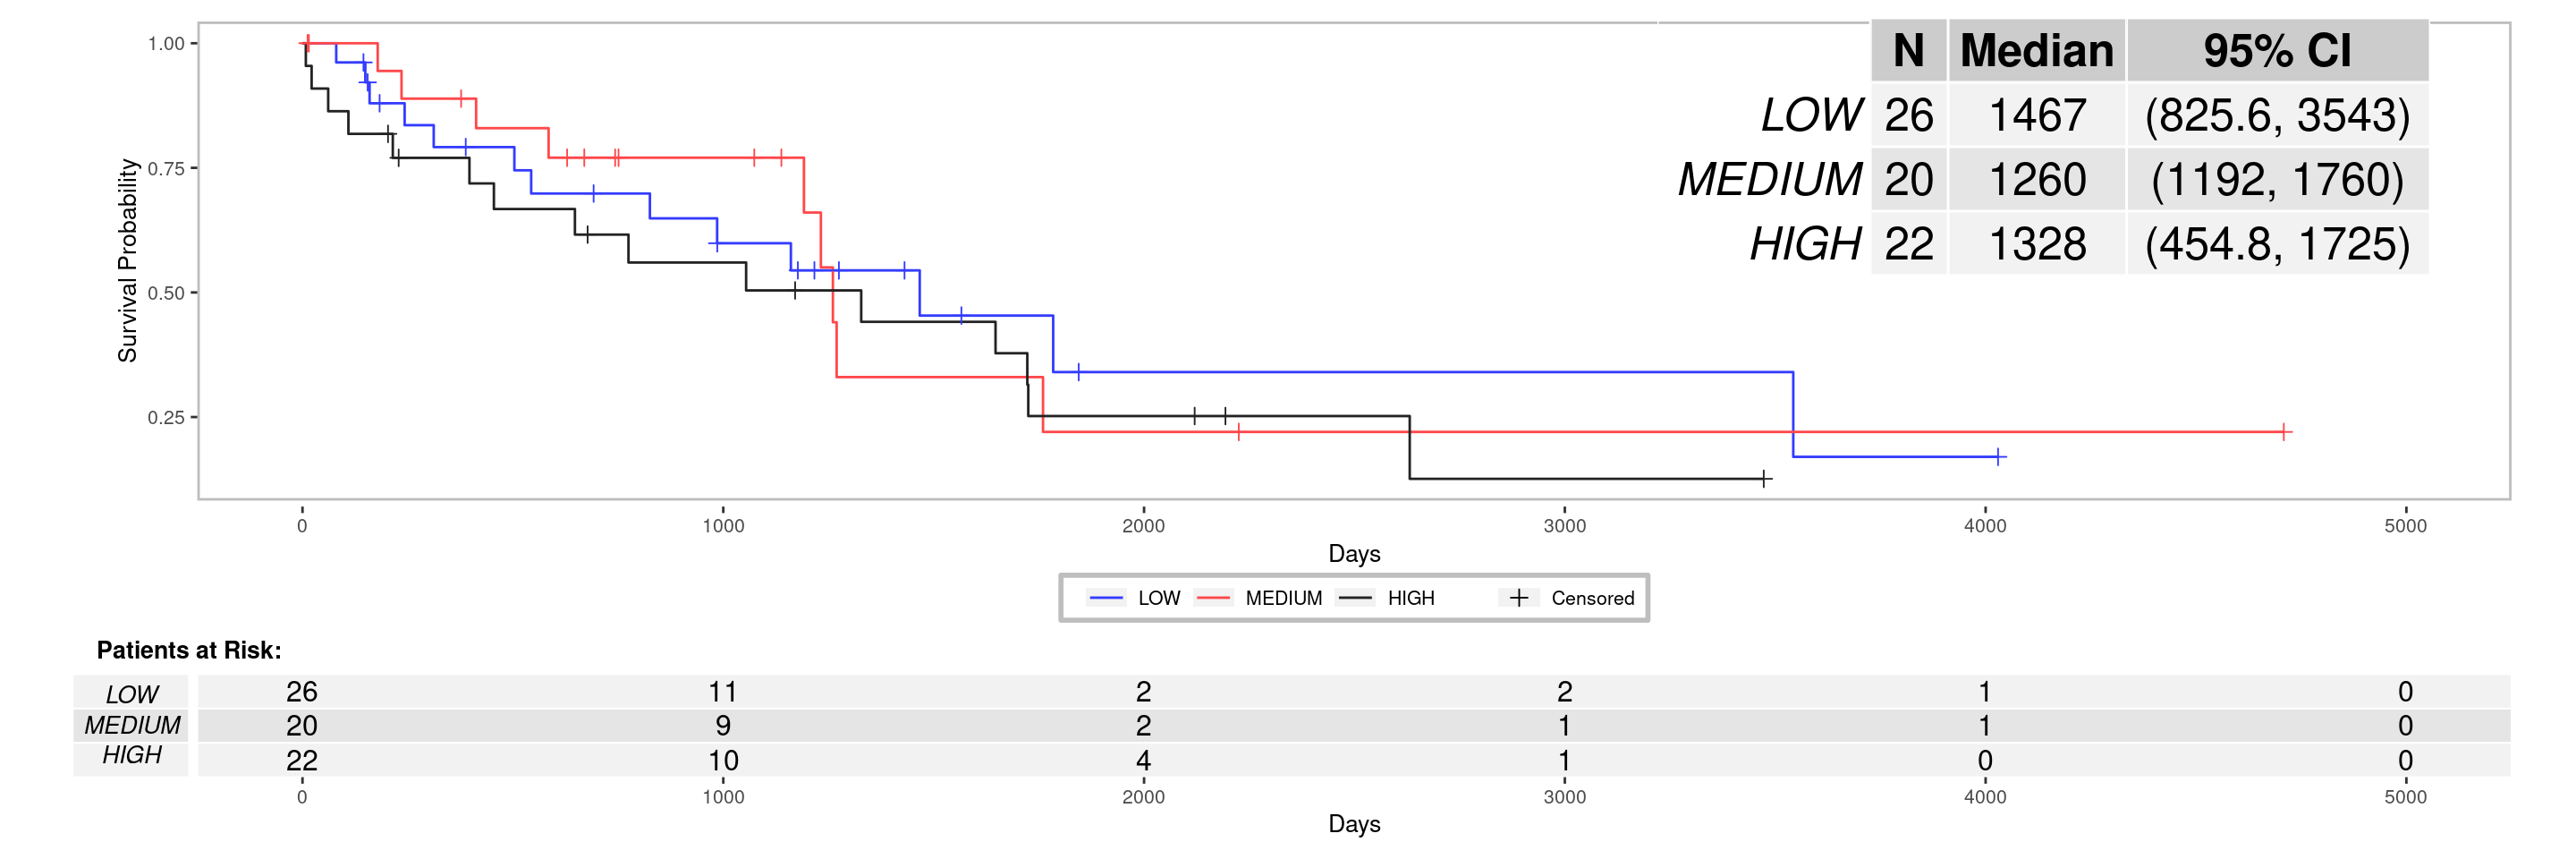 N Median 95% CI
LOW 26 1467 (825.6, 3543)
MEDIUM 20 1260 (1192, 1760)
HIGH 22 1328 (454.8, 1725)
Survival Probability
1.00
0.75
0.50
0.25
0 1000 2000 3000 4000 5000
Days
LOW MEDIUM HIGH Censored
Patients at Risk:
LOW 26 11 2 2 1 0
MEDIUM 20 9 2 1 1 0
HIGH 22 10 4 1 0 0
0 1000 2000 3000 4000 5000
Days